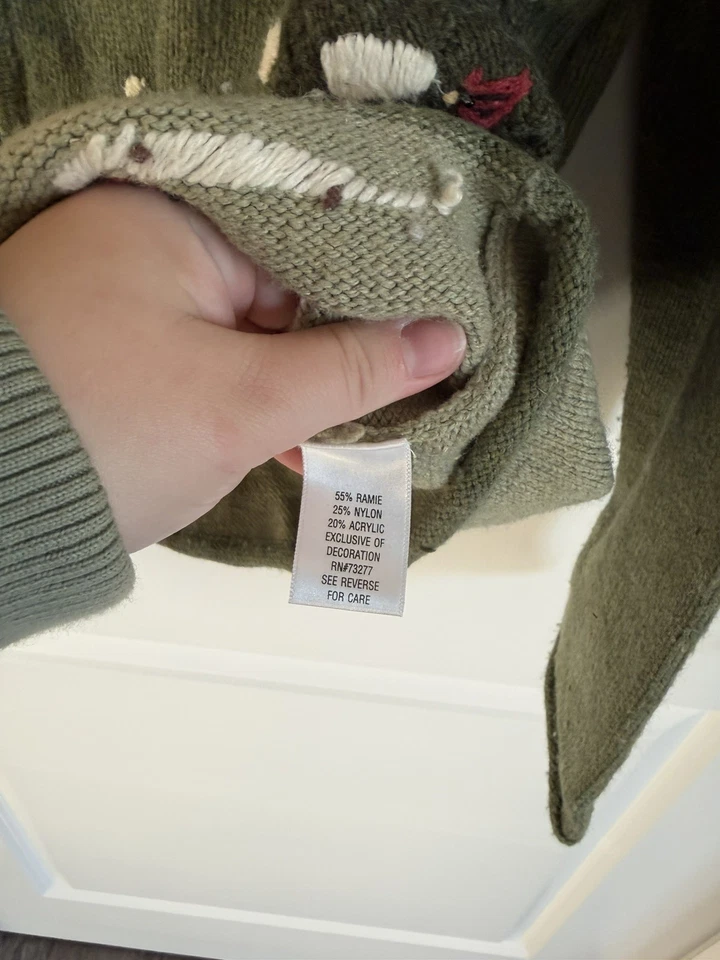 55% RAMIE
25% NYLON
20% ACRYLIC
EXCLUSIVE OF
DECORATION
RN#73277
SEE REVERSE
FOR CARE